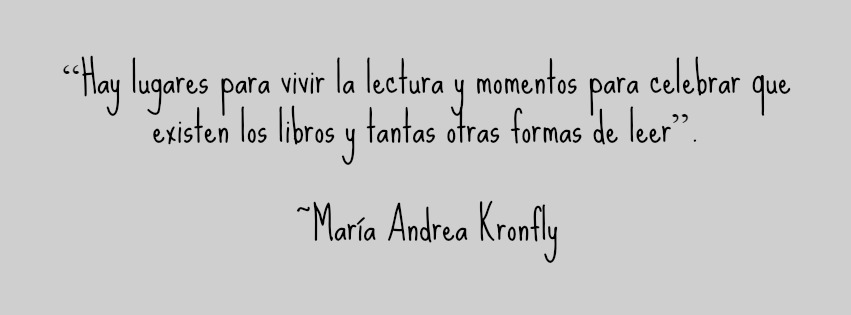 “Hay lugares para vivir la lectura y momentos para celebrar que
existen los libros y tantas otras formas de leer”.
~María Andrea Kronfly